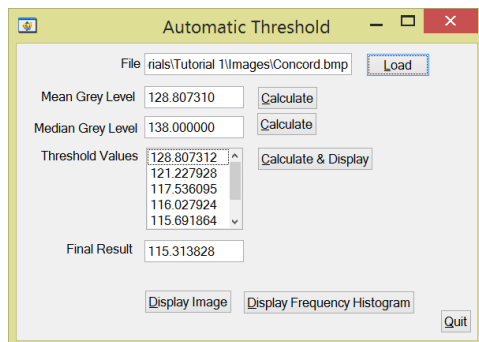 Automatic Threshold
File rials\Tutorial 1\Images\Concord.bmp Load
Mean Grey Level 128.807310 Calculate
Median Grey Level 138.000000 Calculate
Threshold Values 128.807312 Calculate & Display
121.227928
117.536095
116.027924
115.691864
Final Result 115.313828
Display Image Display Frequency Histogram
Quit